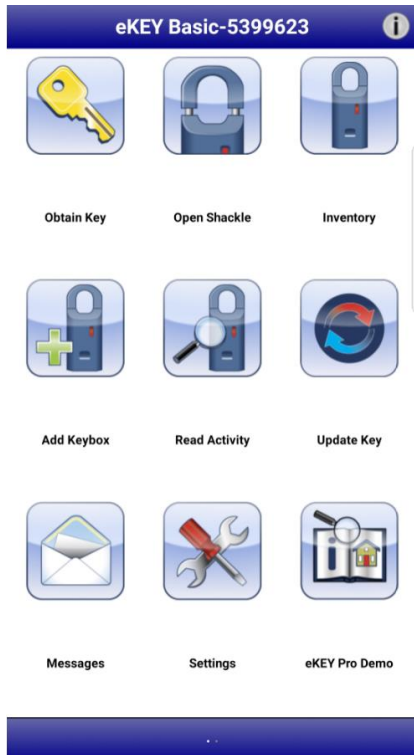 eKEY Basic-5399623
Obtain Key
Open Shackle
Inventory
Add Keybox
Read Activity
Update Key
Messages
Settings
eKEY Pro Demo